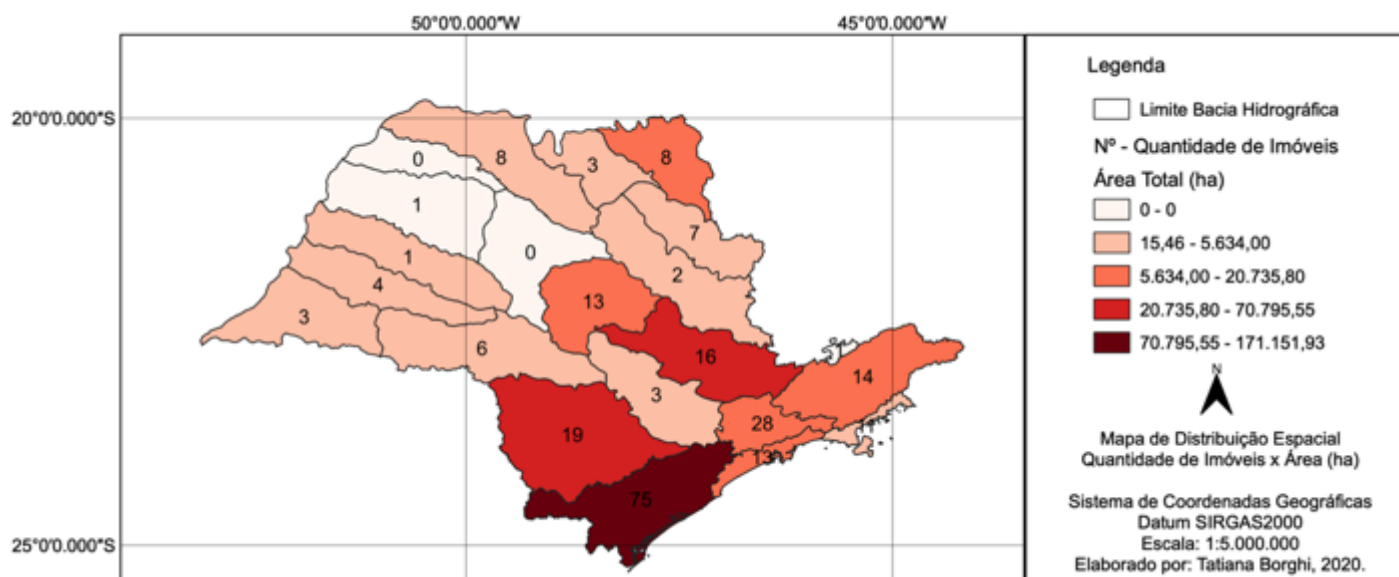 50°0'0.000"W
45°0'0.000"W
20°0'0.000"S
25°0'0.000"S
8
3
8
0
1
7
0
1
2
4
13
3
6
16
14
3
28
19
13
75
Legenda
Limite Bacia Hidrográfica
Nº - Quantidade de Imóveis
Área Total (ha)
0 - 0
15,46 - 5.634,00
5.634,00 - 20.735,80
20.735,80 - 70.795,55
70.795,55 - 171.151,93
N
Mapa de Distribuição Espacial
Quantidade de Imóveis x Área (ha)
Sistema de Coordenadas Geográficas
Datum SIRGAS2000
Escala: 1:5.000.000
Elaborado por: Tatiana Borghi, 2020.